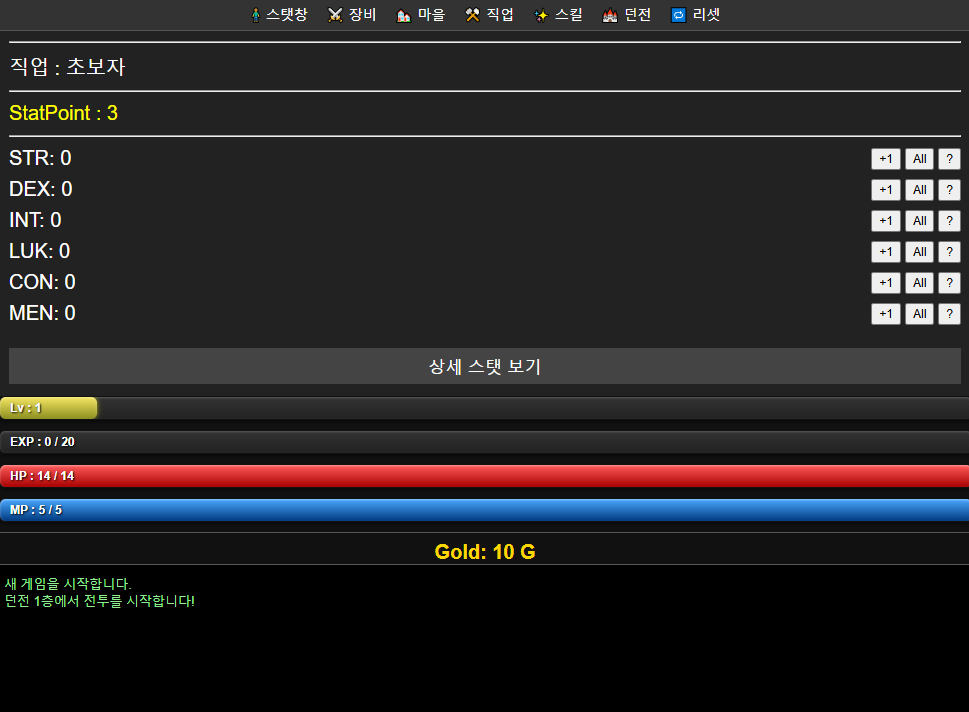 스탯창 장비 마을 직업 스킬 던전 리셋
직업 : 초보자
StatPoint : 3
STR: 0 +1 All ?
DEX: 0 +1 All ?
INT: 0 +1 All ?
LUK: 0 +1 All ?
CON: 0 +1 All ?
MEN: 0 +1 All ?
상세 스탯 보기
Lv : 1
EXP : 0 / 20
HP : 14 / 14
MP : 5 / 5
Gold: 10 G
새 게임을 시작합니다.
던전 1층에서 전투를 시작합니다!